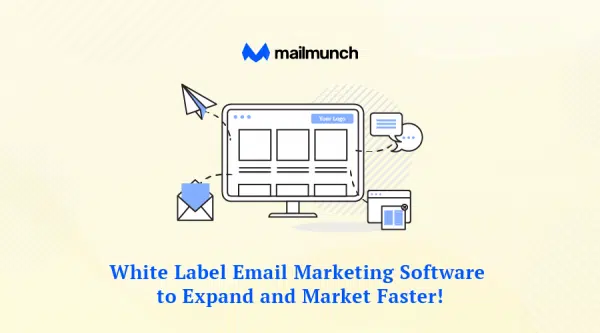 mailmunch
Your Logo
White Label Email Marketing Software
to Expand and Market Faster!